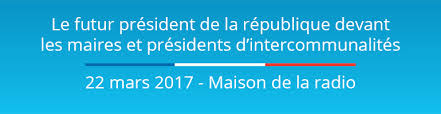 Le futur président de la république devant
les maires et présidents d'intercommunalités
22 mars 2017 - Maison de la radio